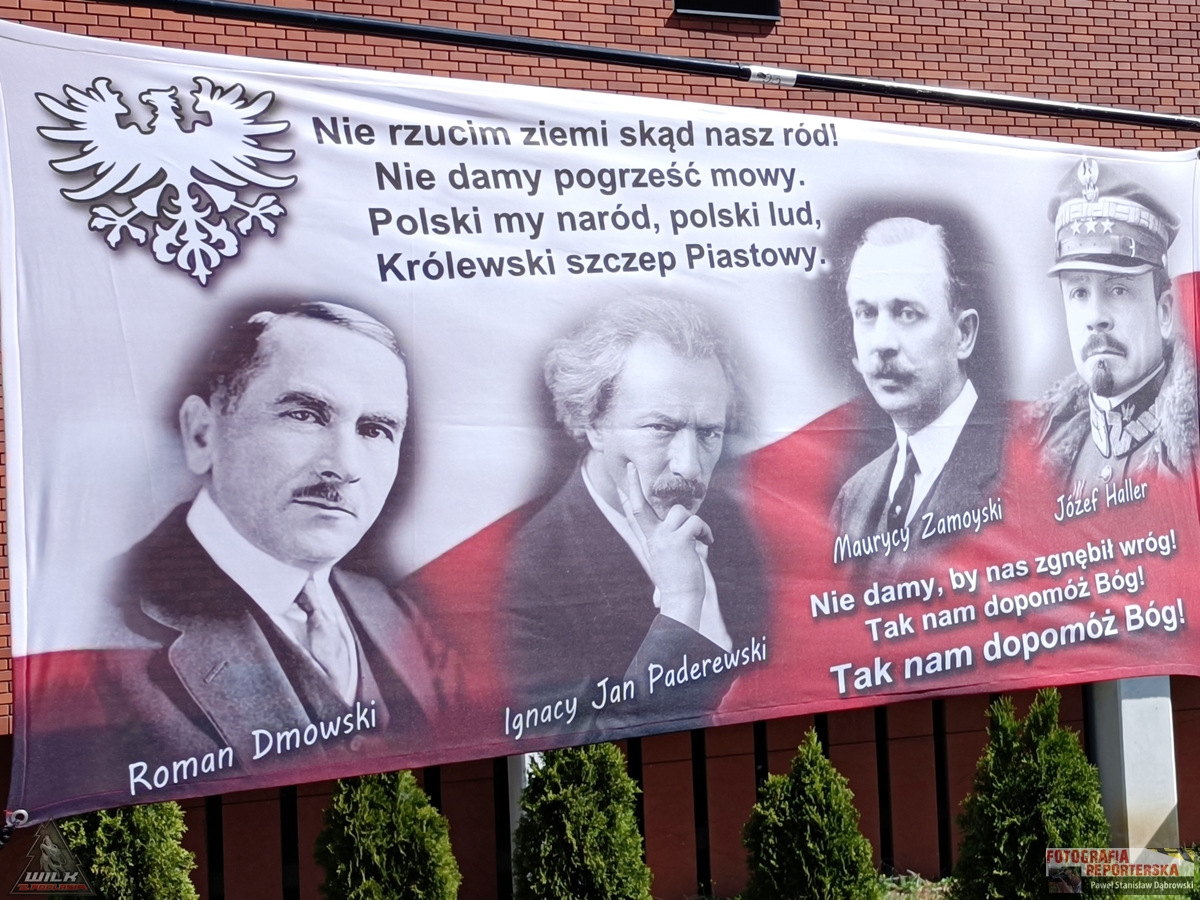 Nie rzucim ziemi skąd nasz ród!
Nie damy pogrześć mowy.
Polski my naród, polski lud,
Królewski szczep Piastowy.
Roman Dmowski
Ignacy Jan Paderewski
Maurycy Zamoyski
Józef Haller
Nie damy, by nas zgnębił wróg!
Tak nam dopomóż Bóg!
Tak nam dopomóż Bóg!
WILK
FOTOGRAFIA
REPORTERSKA
Paweł Stanisław Dąbrowski